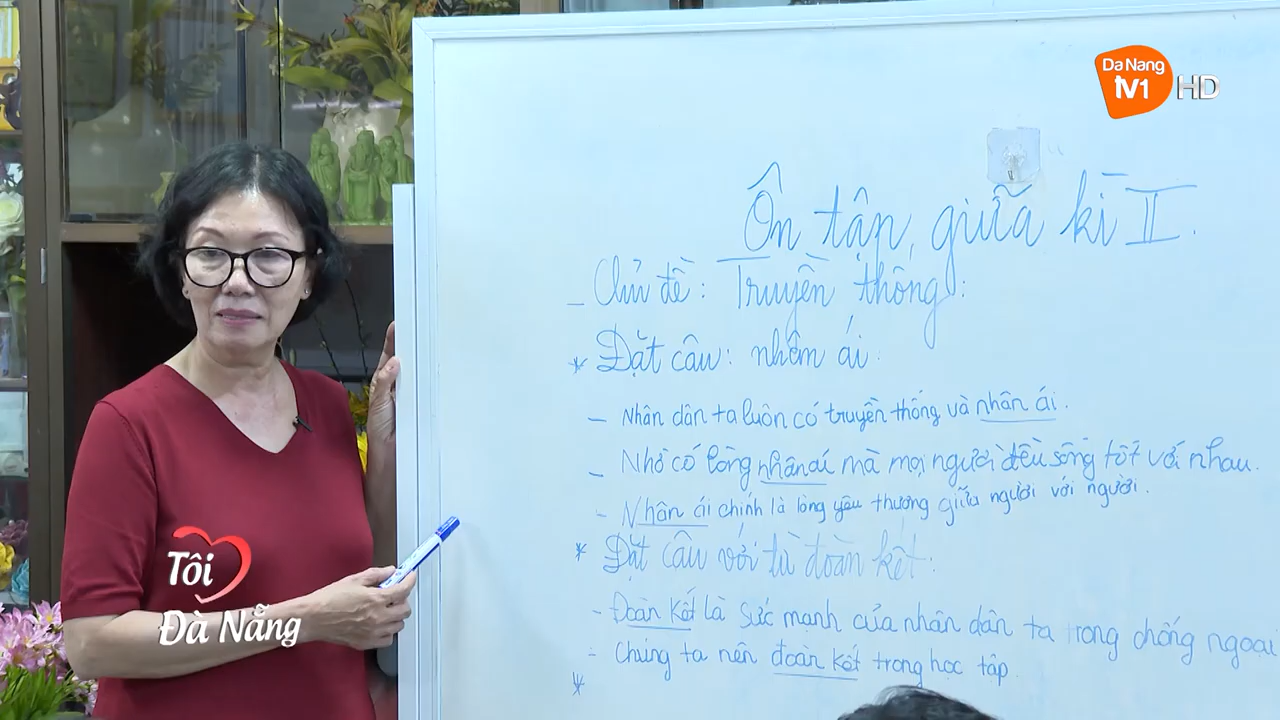 Da Nang
TV1 HD
Ôn tập giữa kì II.
- Chủ đề: Truyền thống:
* Đặt câu: nhân ái:
- Nhân dân ta luôn có truyền thống và nhân ái.
- Nhờ có lòng nhân ái mà mọi người đều sống tốt với nhau.
- Nhân ái chính là lòng yêu thương giữa người với người.
* Đặt câu với từ đoàn kết:
- Đoàn kết là sức mạnh của nhân dân ta trong chống ngoại
- Chúng ta nên đoàn kết trong học tập
*
Tôi
Đà Nẵng